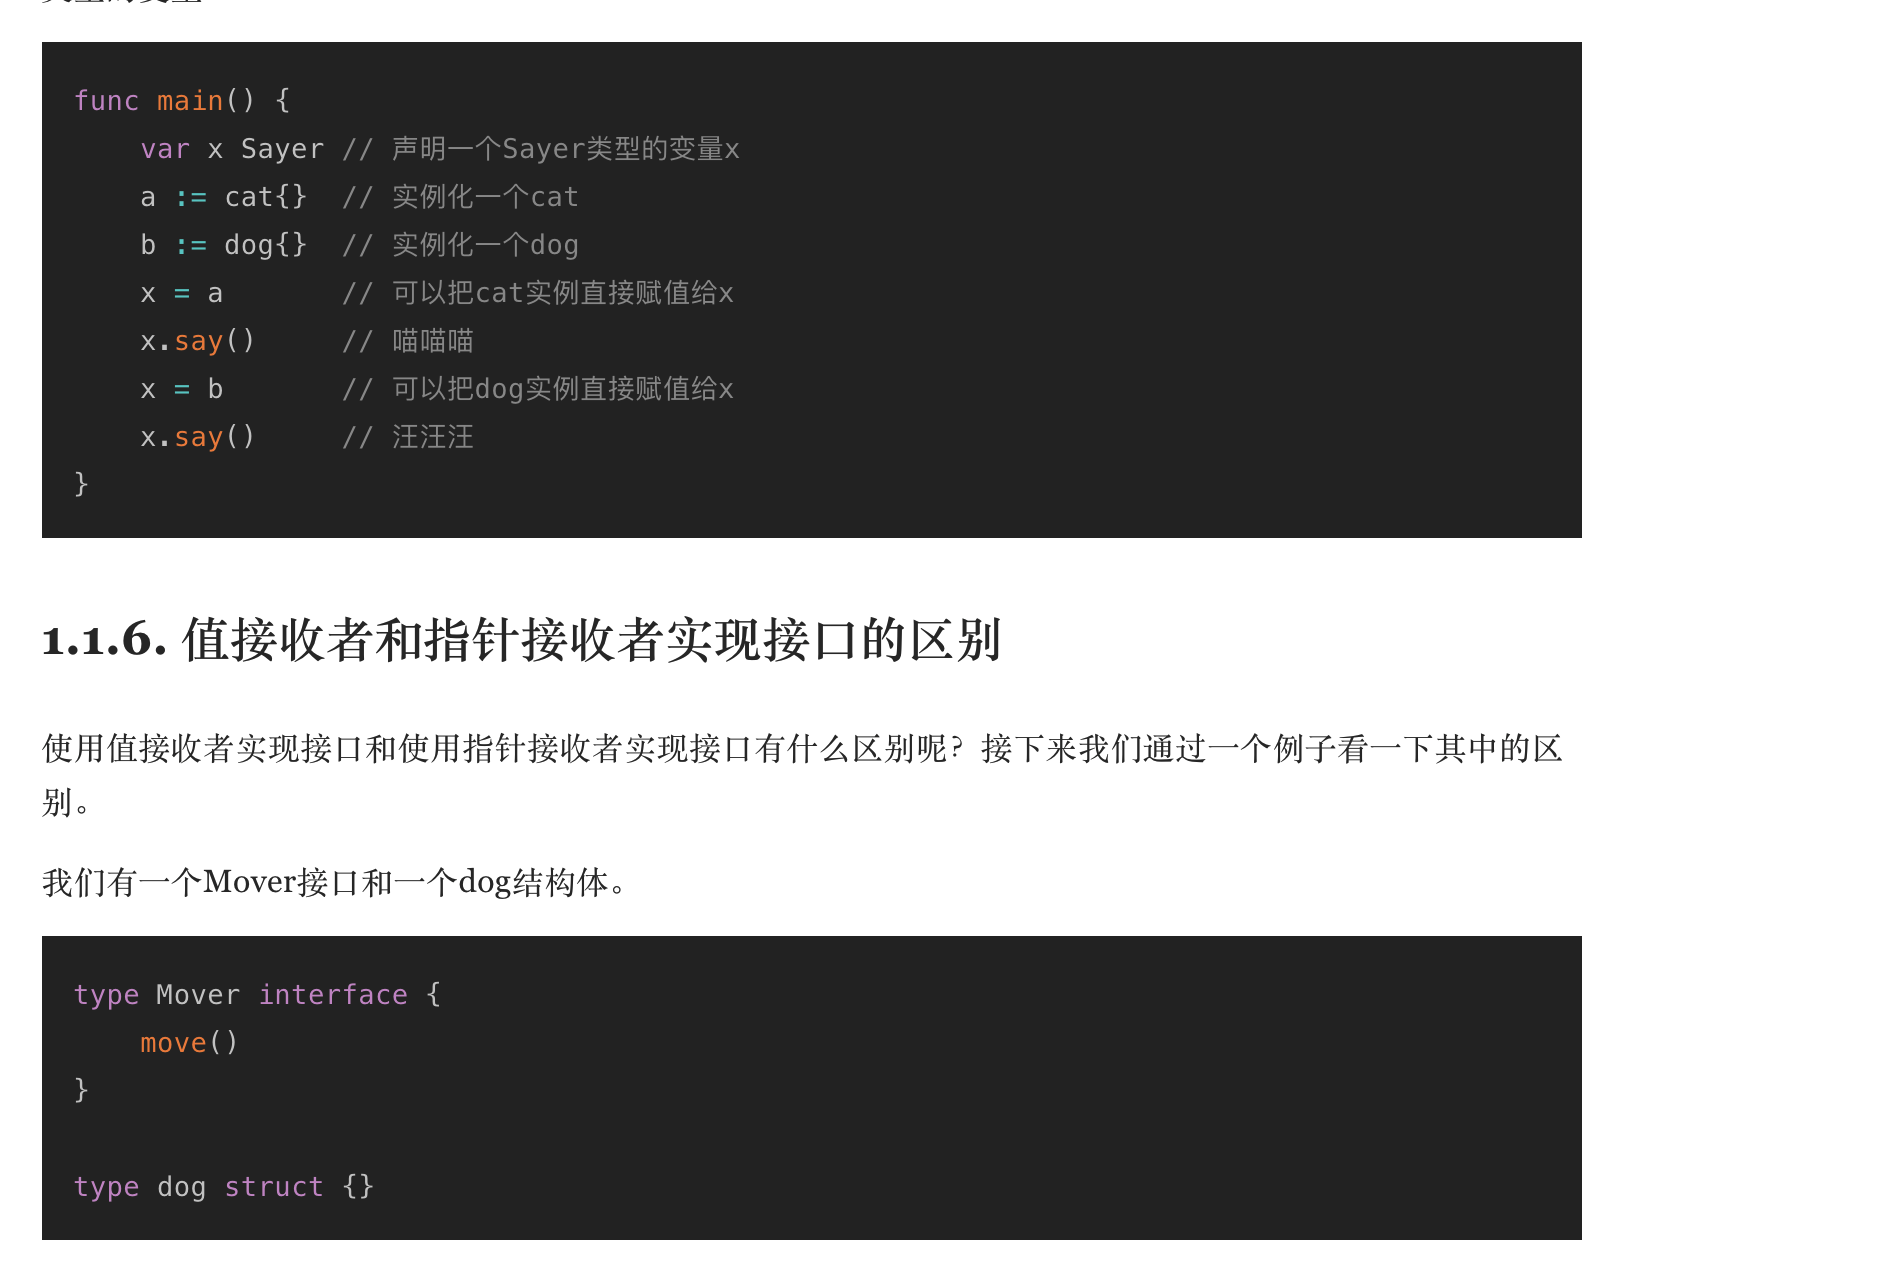 func main() {
    var x Sayer // 声明一个Sayer类型的变量x
    a := cat{}  // 实例化一个cat
    b := dog{}  // 实例化一个dog
    x = a       // 可以把cat实例直接赋值给x
    x.say()     // 喵喵喵
    x = b       // 可以把dog实例直接赋值给x
    x.say()     // 汪汪汪
}
1.1.6. 值接收者和指针接收者实现接口的区别
使用值接收者实现接口和使用指针接收者实现接口有什么区别呢？接下来我们通过一个例子看一下其中的区
别。
我们有一个Mover接口和一个dog结构体。
type Mover interface {
    move()
}
type dog struct {}